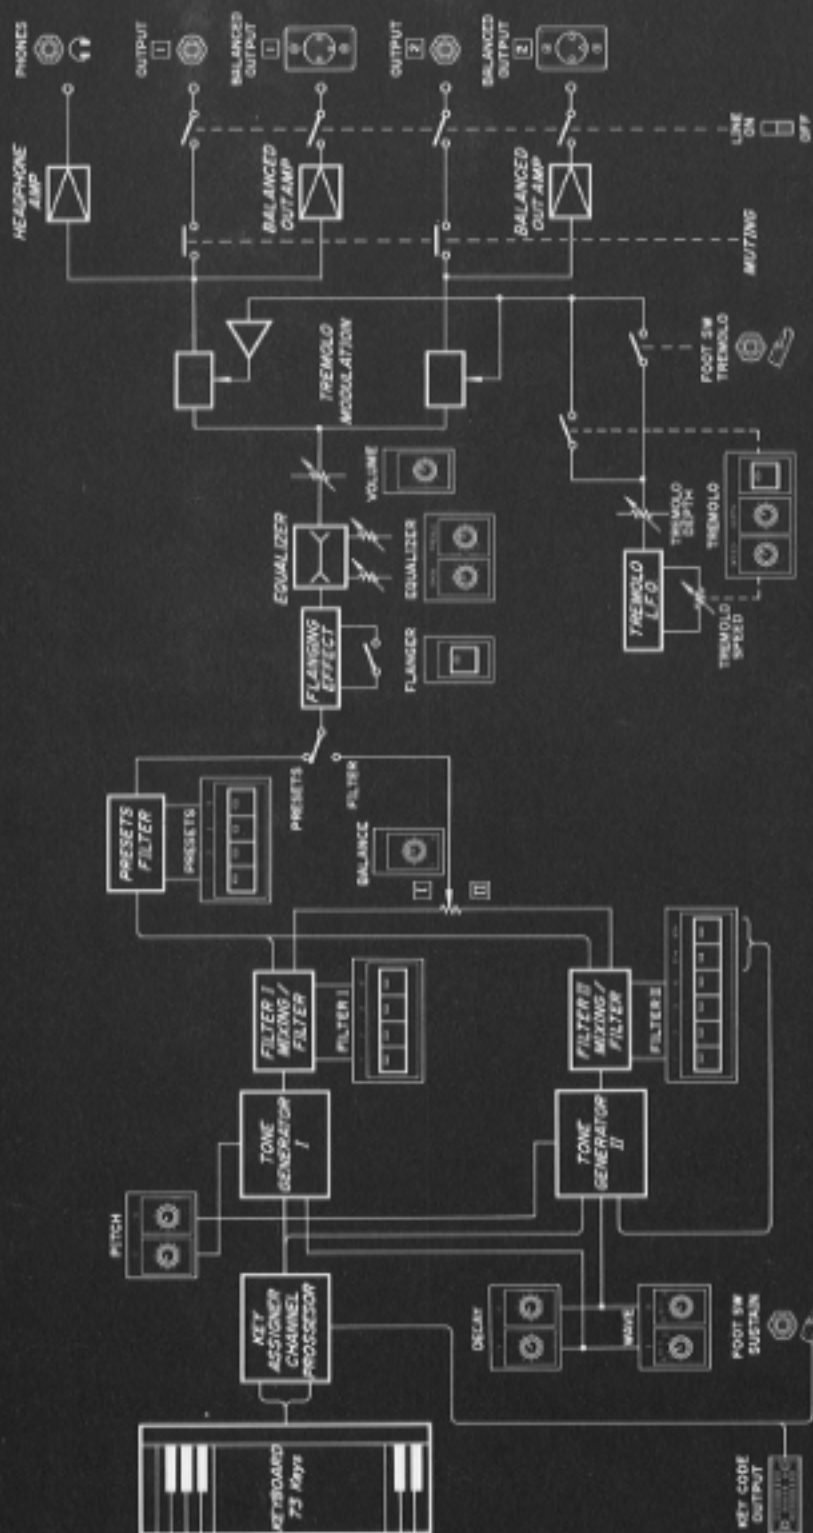 KEYBOARD
73 Keys
KEY CODE
OUTPUT
KEY
ASSIGNER
CHANNEL
PROSSESOR
PITCH
DECAY
WAVE
FOOT SW
SUSTAIN
TONE
GENERATOR
I
TONE
GENERATOR
II
FILTER I
MIXING/
FILTER
FILTER I
FILTER II
MIXING/
FILTER
FILTER II
PRESETS
FILTER
PRESETS
PRESETS
FILTER
BALANCE
I
II
FLANGING
EFFECT
FLANGER
EQUALIZER
EQUALIZER
VOLUME
TREMOLO
L F O
TREMOLO
SPEED
TREMOLO
DEPTH
TREMOLO
TREMOLO
MODULATION
FOOT SW
TREMOLO
HEADPHONE
AMP
BALANCED
OUT AMP
BALANCED
OUT AMP
MUTING
LINE
ON
OFF
PHONES
OUTPUT
1
BALANCED
OUTPUT
1
OUTPUT
2
BALANCED
OUTPUT
2